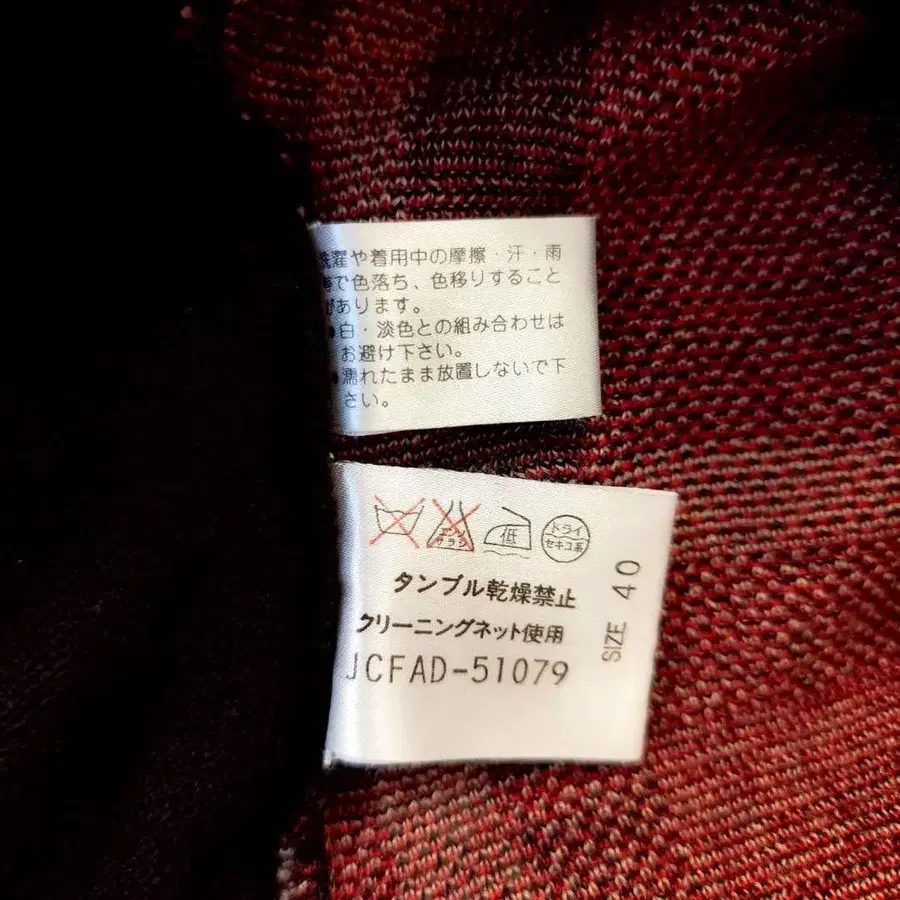 洗濯や着用中の摩擦・汗・雨
等で色落ち、色移りすること
があります。
●白・淡色との組み合わせは
お避け下さい。
●濡れたまま放置しないで下
さい。
サラシ
低
ドライ
セキユ系
タンブル乾燥禁止
クリーニングネット使用
JCFAD-51079
SIZE 40